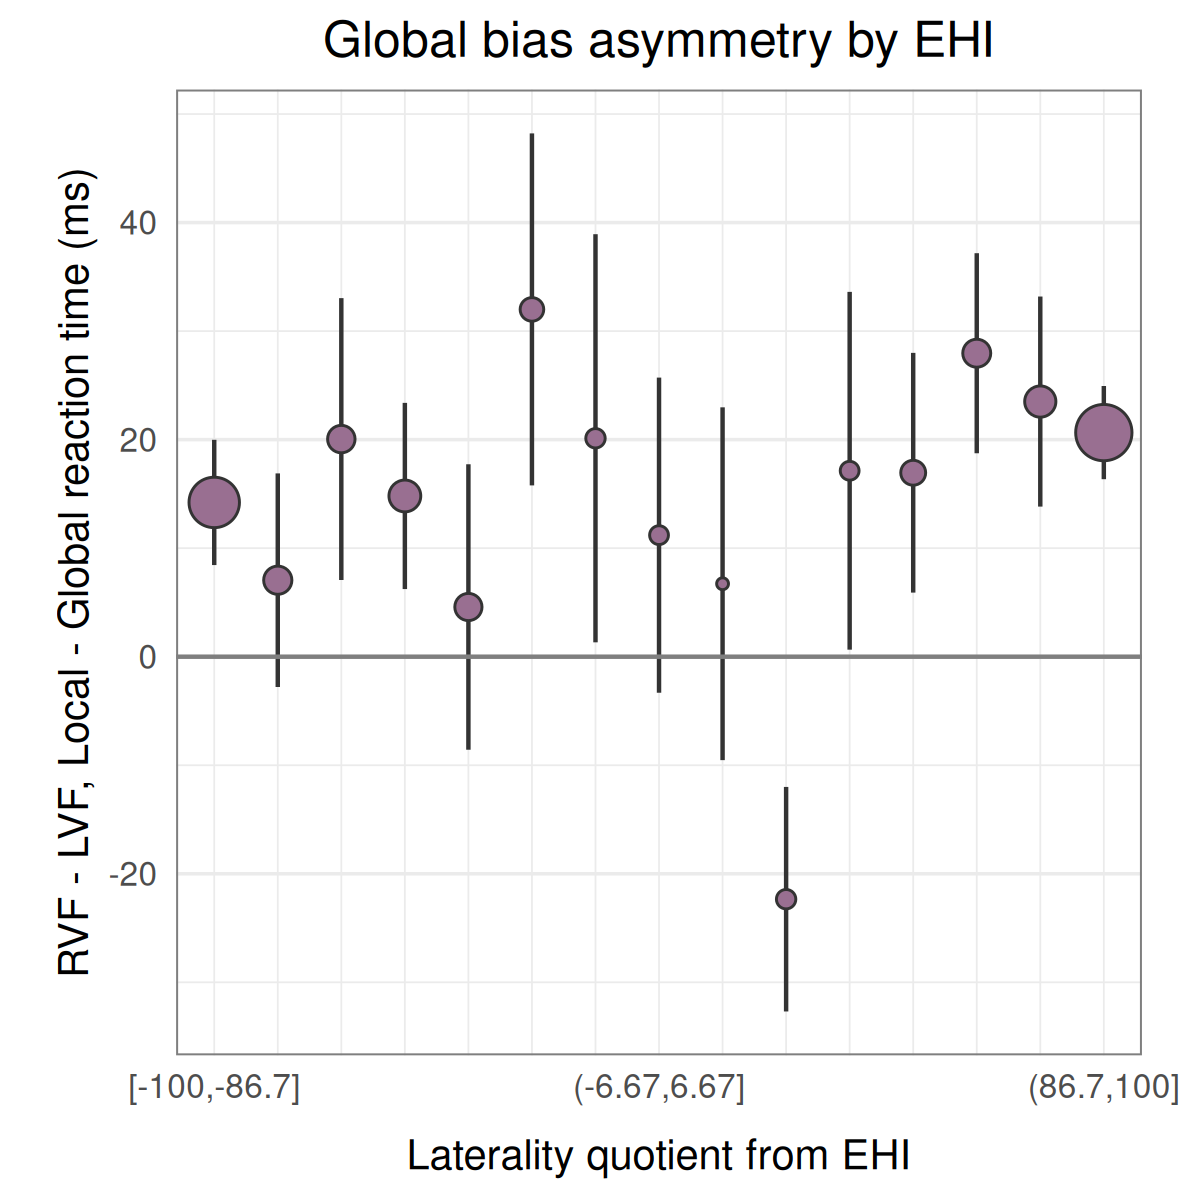 Global bias asymmetry by EHI
RVF - LVF, Local - Global reaction time (ms)
40
20
0
-20
[-100,-86.7]
(-6.67,6.67]
(86.7,100]
Laterality quotient from EHI